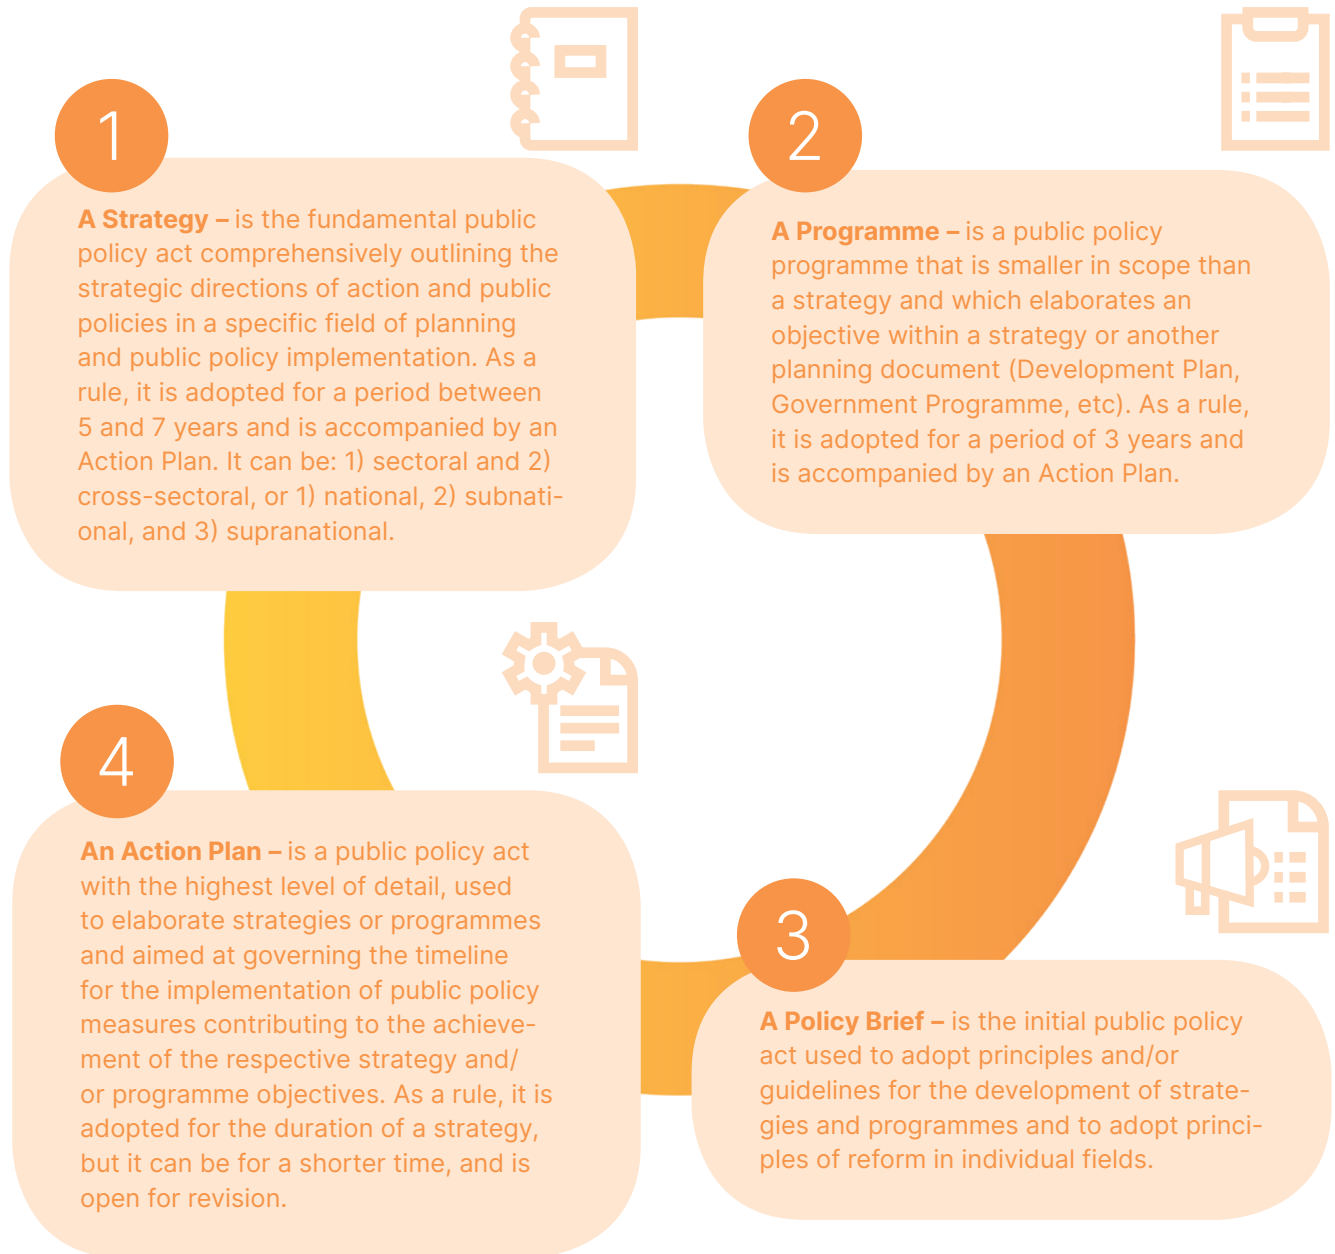 1
A Strategy – is the fundamental public
policy act comprehensively outlining the
strategic directions of action and public
policies in a specific field of planning
and public policy implementation. As a
rule, it is adopted for a period between
5 and 7 years and is accompanied by an
Action Plan. It can be: 1) sectoral and 2)
cross-sectoral, or 1) national, 2) subnati-
onal, and 3) supranational.
2
A Programme – is a public policy
programme that is smaller in scope than
a strategy and which elaborates an
objective within a strategy or another
planning document (Development Plan,
Government Programme, etc). As a rule,
it is adopted for a period of 3 years and
is accompanied by an Action Plan.
3
A Policy Brief – is the initial public policy
act used to adopt principles and/or
guidelines for the development of strate-
gies and programmes and to adopt princi-
ples of reform in individual fields.
4
An Action Plan – is a public policy act
with the highest level of detail, used
to elaborate strategies or programmes
and aimed at governing the timeline
for the implementation of public policy
measures contributing to the achieve-
ment of the respective strategy and/
or programme objectives. As a rule, it is
adopted for the duration of a strategy,
but it can be for a shorter time, and is
open for revision.